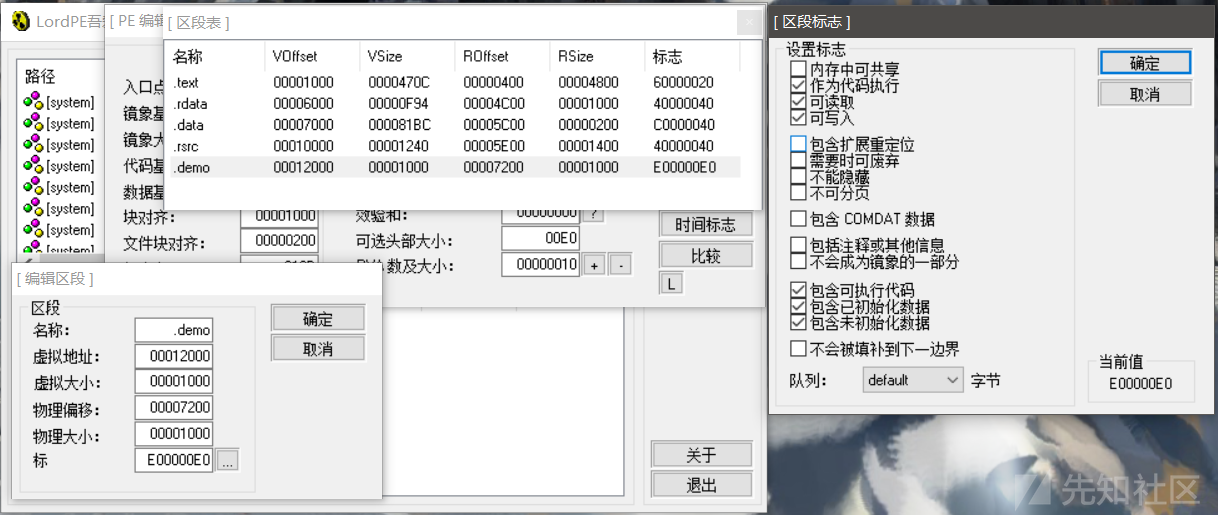 LordPE吾
[ PE 编辑
[ 区段表 ]
[ 区段标志 ]
路径
[system]
[system]
[system]
[system]
[system]
[system]
[system]
[system]
入口点
镜象基
镜象大
代码基
数据基
名称 VOffset VSize ROffset RSize 标志
.text 00001000 0000470C 00000400 00004800 60000020
.rdata 00006000 00000F94 00004C00 00001000 40000040
.data 00007000 000081BC 00005C00 00000200 C0000040
.rsrc 00010000 00001240 00005E00 00001400 40000040
.demo 00012000 00001000 00007200 00001000 E00000E0
块对齐: 00001000 效验和: 00000000 ? 时间标志
文件块对齐: 00000200 可选头部大小: 00E0
数及大小: 00000010 + - 比较
L
[ 编辑区段 ]
区段
名称: .demo
虚拟地址: 00012000
虚拟大小: 00001000
物理偏移: 00007200
物理大小: 00001000
标 E00000E0 ...
确定
取消
关于
退出
设置标志
内存中可共享
作为代码执行
可读取
可写入
包含扩展重定位
需要时可废弃
不能隐藏
不可分页
包含 COMDAT 数据
包括注释或其他信息
不会成为镜象的一部分
包含可执行代码
包含已初始化数据
包含未初始化数据
不会被填补到下一边界
队列: default 字节
确定
取消
当前值
E00000E0
先知社区